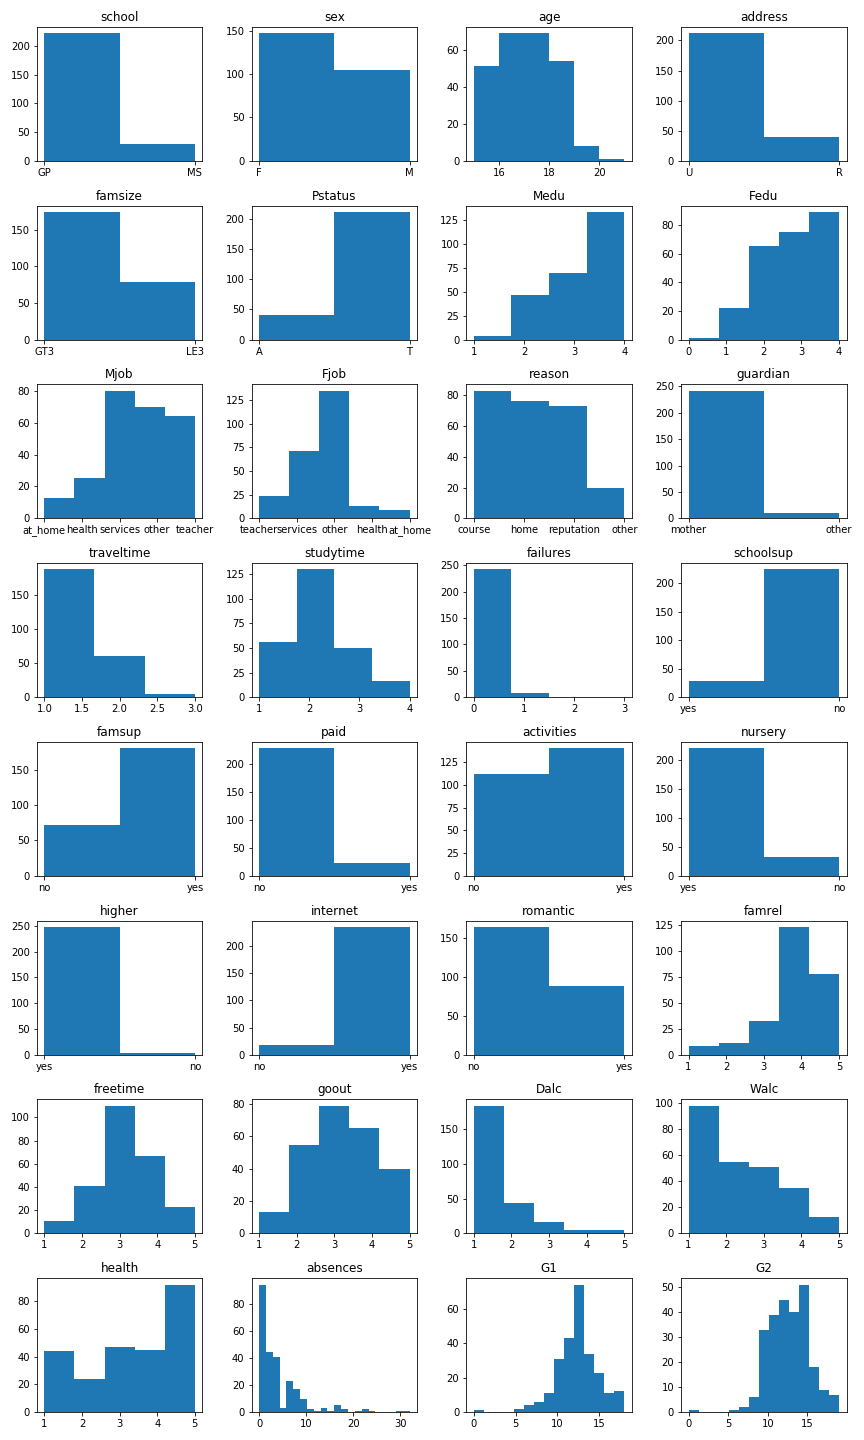 school sex age address
200 150 100 50 0 GP MS
150 100 50 0 F M
60 40 20 0 16 18 20
200 150 100 50 0 U R
famsize Pstatus Medu Fedu
150 100 50 0 GT3 LE3
200 150 100 50 0 A T
125 100 75 50 25 0 1 2 3 4
80 60 40 20 0 0 1 2 3 4
Mjob Fjob reason guardian
80 60 40 20 0 at_home health services other teacher
125 100 75 50 25 0 teacher services other health at_home
80 60 40 20 0 course home reputation other
250 200 150 100 50 0 mother other
traveltime studytime failures schoolsup
150 100 50 0 1.0 1.5 2.0 2.5 3.0
125 100 75 50 25 0 1 2 3 4
250 200 150 100 50 0 0 1 2 3
200 150 100 50 0 yes no
famsup paid activities nursery
150 100 50 0 no yes
200 150 100 50 0 no yes
125 100 75 50 25 0 no yes
200 150 100 50 0 yes no
higher internet romantic famrel
250 200 150 100 50 0 yes no
200 150 100 50 0 no yes
150 100 50 0 no yes
125 100 75 50 25 0 1 2 3 4 5
freetime goout Dalc Walc
100 80 60 40 20 0 1 2 3 4 5
80 60 40 20 0 1 2 3 4 5
150 100 50 0 1 2 3 4 5
100 80 60 40 20 0 1 2 3 4 5
health absences G1 G2
80 60 40 20 0 1 2 3 4 5
80 60 40 20 0 0 10 20 30
60 40 20 0 0 5 10 15
50 40 30 20 10 0 0 5 10 15